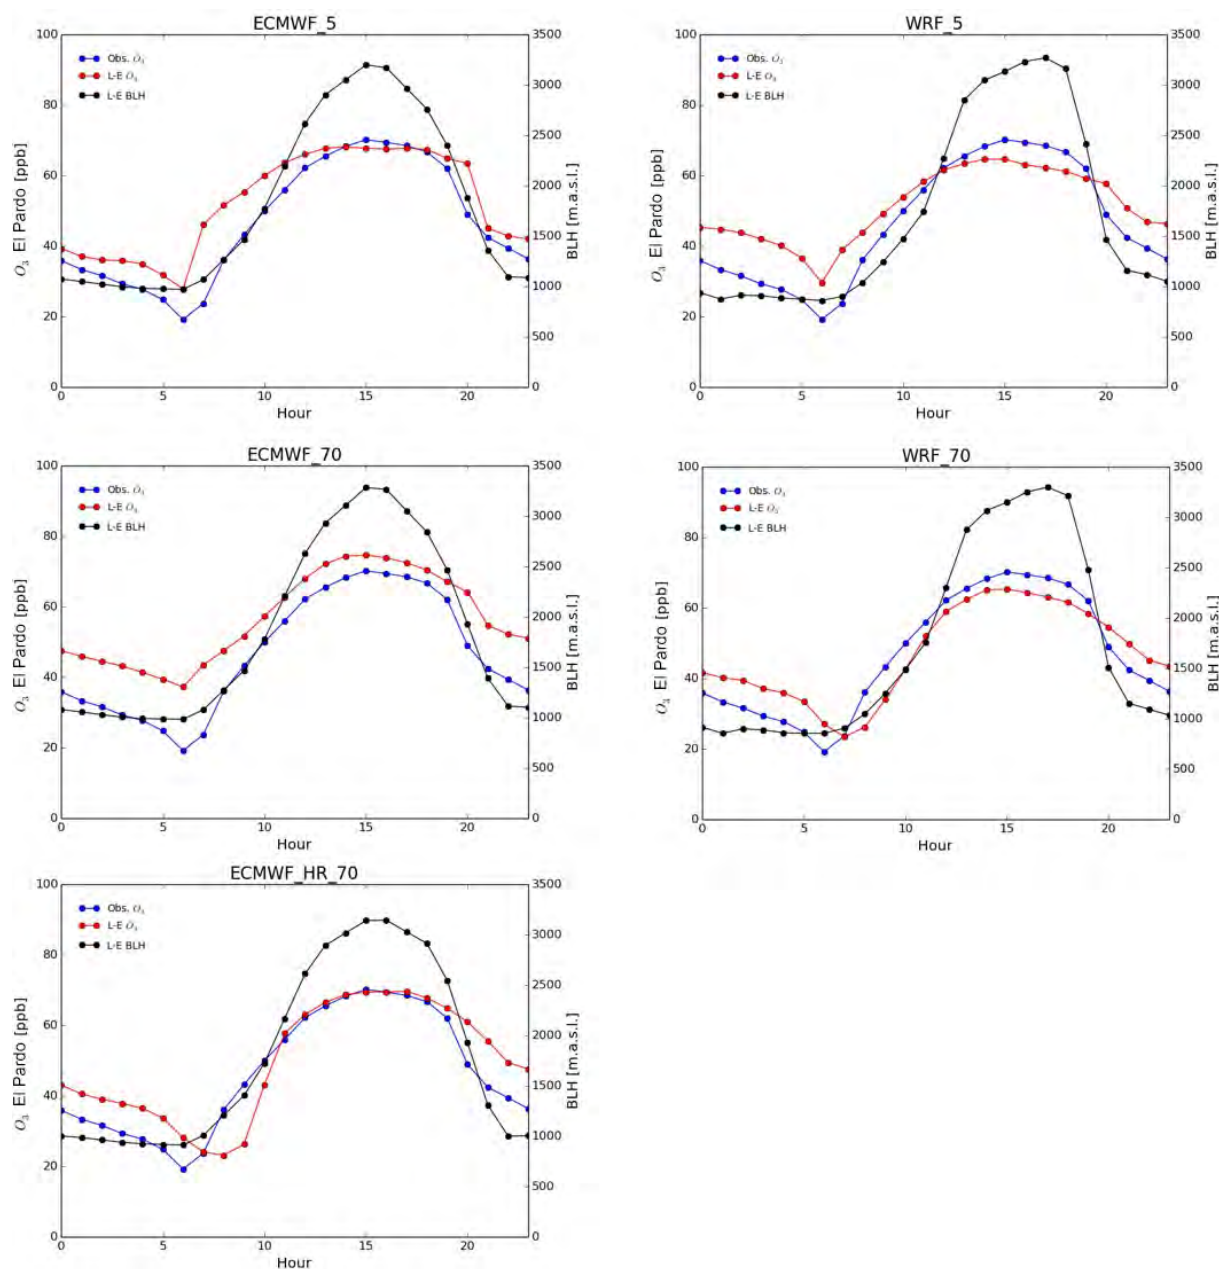 ECMWF_5
100
80
60
40
20
0
O₃ El Pardo [ppb]
Obs. O₃
L-E O₃
L-E BLH
3500
3000
2500
2000
1500
1000
500
0
BLH [m.a.s.l.]
0 5 10 15 20
Hour
WRF_5
100
80
60
40
20
0
O₃ El Pardo [ppb]
Obs. O₃
L-E O₃
L-E BLH
3500
3000
2500
2000
1500
1000
500
0
BLH [m.a.s.l.]
0 5 10 15 20
Hour
ECMWF_70
100
80
60
40
20
0
O₃ El Pardo [ppb]
Obs. O₃
L-E O₃
L-E BLH
3500
3000
2500
2000
1500
1000
500
0
BLH [m.a.s.l.]
0 5 10 15 20
Hour
WRF_70
100
80
60
40
20
0
O₃ El Pardo [ppb]
Obs. O₃
L-E O₃
L-E BLH
3500
3000
2500
2000
1500
1000
500
0
BLH [m.a.s.l.]
0 5 10 15 20
Hour
ECMWF_HR_70
100
80
60
40
20
0
O₃ El Pardo [ppb]
Obs. O₃
L-E O₃
L-E BLH
3500
3000
2500
2000
1500
1000
500
0
BLH [m.a.s.l.]
0 5 10 15 20
Hour